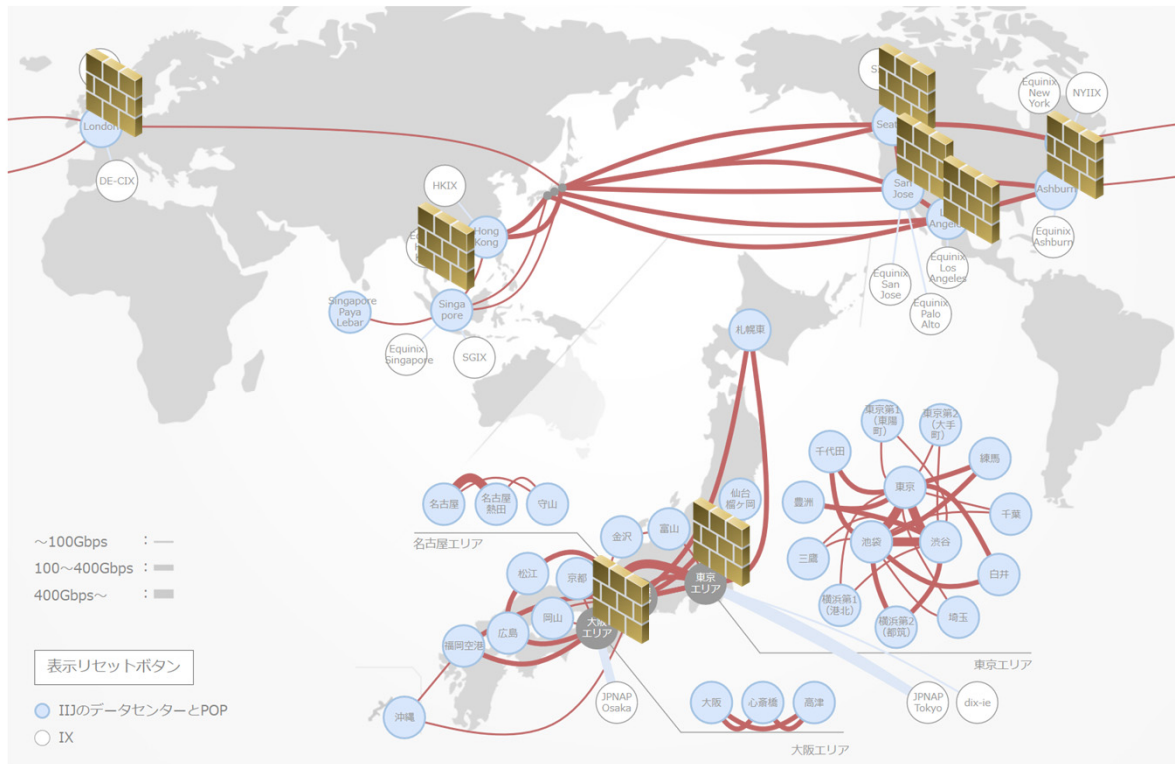 London
DE-CIX
HKIX
Hong
Kong
Singapore
Paya
Lebar
Singa
pore
Equinix
Singapore
SGIX
San
Jose
Equinix
New
York
NYIIX
Ashburn
Equinix
Ashburn
Equinix
Los
Angeles
Equinix
San
Jose
Equinix
Palo
Alto
札幌東
仙台
榴ヶ岡
富山
金沢
名古屋
名古屋
熱田
守山
名古屋エリア
松江
京都
岡山
広島
福岡空港
沖縄
大阪
エリア
東京
エリア
JPNAP
Osaka
大阪
心斎橋
高津
大阪エリア
東京第1
(東陽
町)
東京第2
(大手
町)
千代田
練馬
東京
豊洲
千葉
池袋
渋谷
三鷹
白井
横浜第1
(港北)
横浜第2
(都筑)
埼玉
東京エリア
JPNAP
Tokyo
dix-ie
～100Gbps ：
100～400Gbps ：
400Gbps～ ：
表示リセットボタン
IIJのデータセンターとPOP
IX